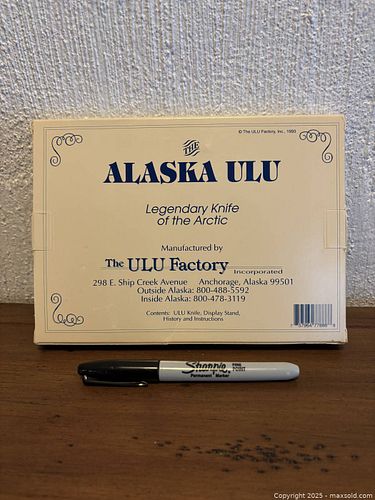 © The ULU Factory, Inc., 1993
THE
ALASKA ULU
Legendary Knife
of the Arctic
Manufactured by
The ULU Factory Incorporated
298 E. Ship Creek Avenue Anchorage, Alaska 99501
Outside Alaska: 800-488-5592
Inside Alaska: 800-478-3119
Contents: ULU Knife, Display Stand,
History and Instructions
Sharpie FINE POINT
Permanent Marker
Copyright 2025 - maxsold.com